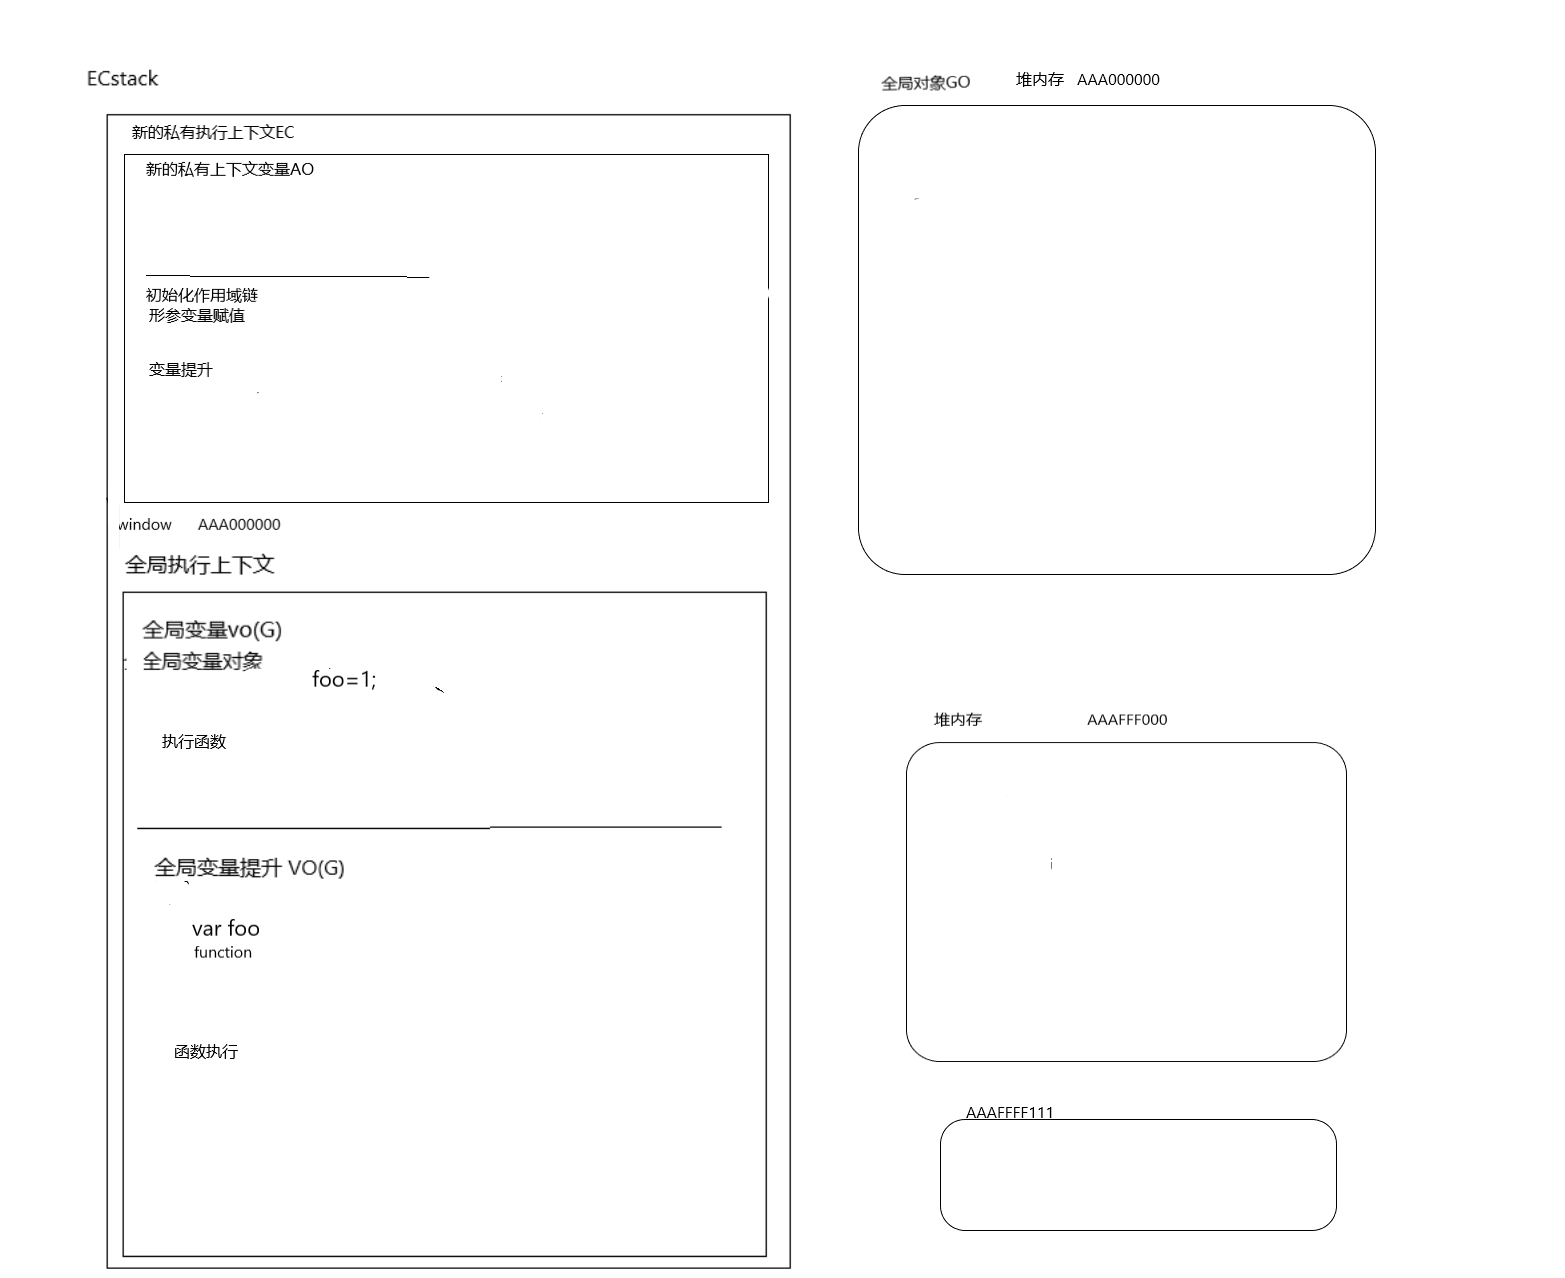 ECstack
新的私有执行上下文EC
新的私有上下文变量AO
初始化作用域链
形参变量赋值
变量提升
window AAA000000
全局执行上下文
全局变量vo(G)
全局变量对象
foo=1;
执行函数
全局变量提升 VO(G)
var foo
function
函数执行
全局对象GO 堆内存 AAA000000
堆内存 AAAFFF000
AAAFFFF111